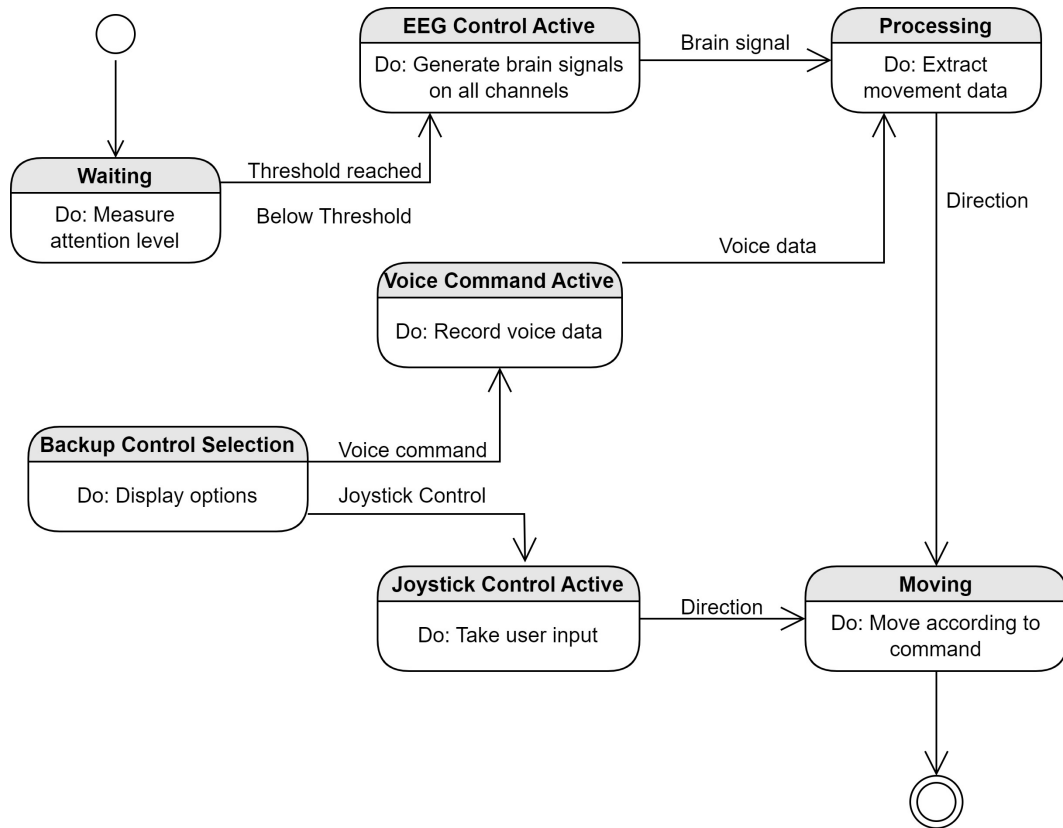 EEG Control Active
Do: Generate brain signals
on all channels
Brain signal
Processing
Do: Extract
movement data
Waiting
Do: Measure
attention level
Threshold reached
Below Threshold
Direction
Voice data
Voice Command Active
Do: Record voice data
Backup Control Selection
Do: Display options
Voice command
Joystick Control
Joystick Control Active
Do: Take user input
Direction
Moving
Do: Move according to
command